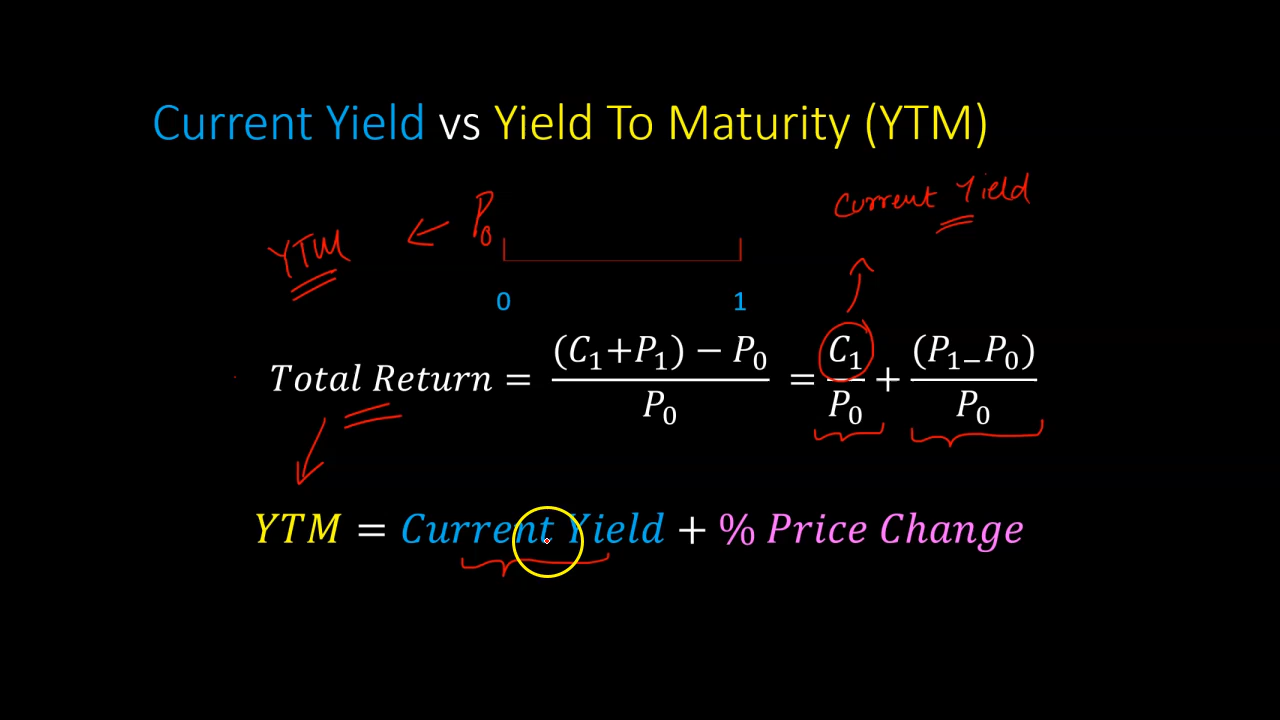 Current Yield vs Yield To Maturity (YTM)
Current Yield
YTM ← P₀
0 1
Total Return = (C₁+P₁) − P₀ / P₀ = C₁ / P₀ + (P₁₋P₀) / P₀
YTM = Current Yield + % Price Change